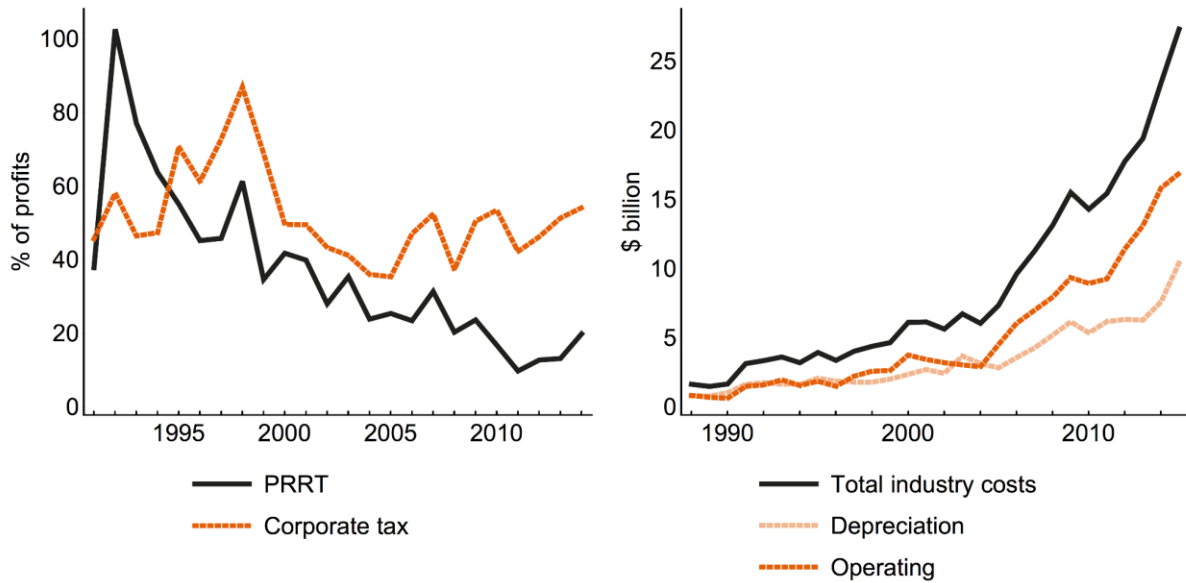 % of profits
100
80
60
40
20
0
1995 2000 2005 2010
PRRT
Corporate tax
$ billion
25
20
15
10
5
0
1990 2000 2010
Total industry costs
Depreciation
Operating